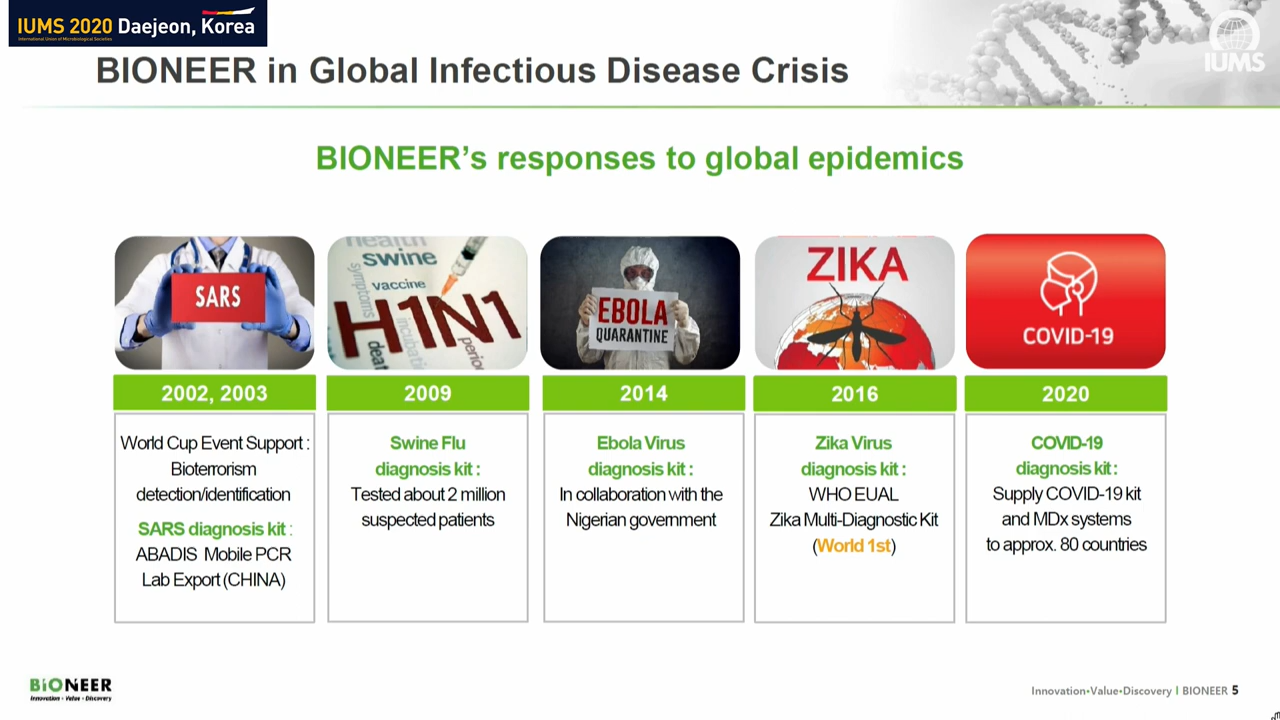 IUMS 2020 Daejeon, Korea
International Union of Microbiological Societies
IUMS
BIONEER in Global Infectious Disease Crisis
BIONEER's responses to global epidemics
SARS
health
swine
symptoms
vaccine
H1N1
EBOLA
QUARANTINE
ZIKA
COVID-19
2002, 2003
2009
2014
2016
2020
World Cup Event Support :
Bioterrorism
detection/identification
SARS diagnosis kit :
ABADIS Mobile PCR
Lab Export (CHINA)
Swine Flu
diagnosis kit :
Tested about 2 million
suspected patients
Ebola Virus
diagnosis kit :
In collaboration with the
Nigerian government
Zika Virus
diagnosis kit :
WHO EUAL
Zika Multi-Diagnostic Kit
(World 1st)
COVID-19
diagnosis kit :
Supply COVID-19 kit
and MDx systems
to approx. 80 countries
BIONEER
Innovation · Value · Discovery
Innovation•Value•Discovery | BIONEER 5